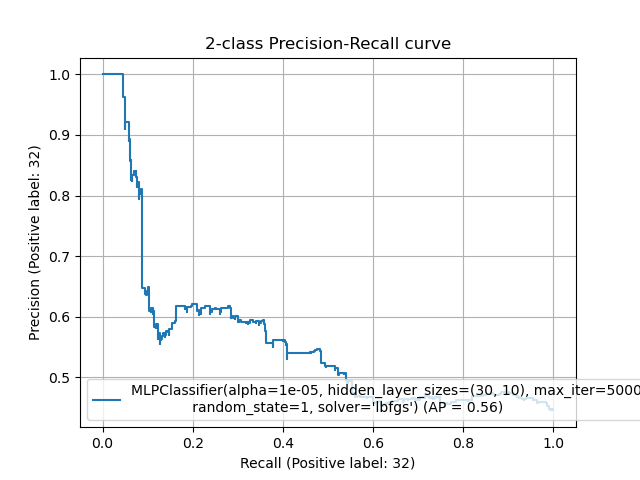 2-class Precision-Recall curve
Precision (Positive label: 32)
1.0
0.9
0.8
0.7
0.6
0.5
MLPClassifier(alpha=1e-05, hidden_layer_sizes=(30, 10), max_iter=5000
random_state=1, solver='lbfgs') (AP = 0.56)
0.0 0.2 0.4 0.6 0.8 1.0
Recall (Positive label: 32)